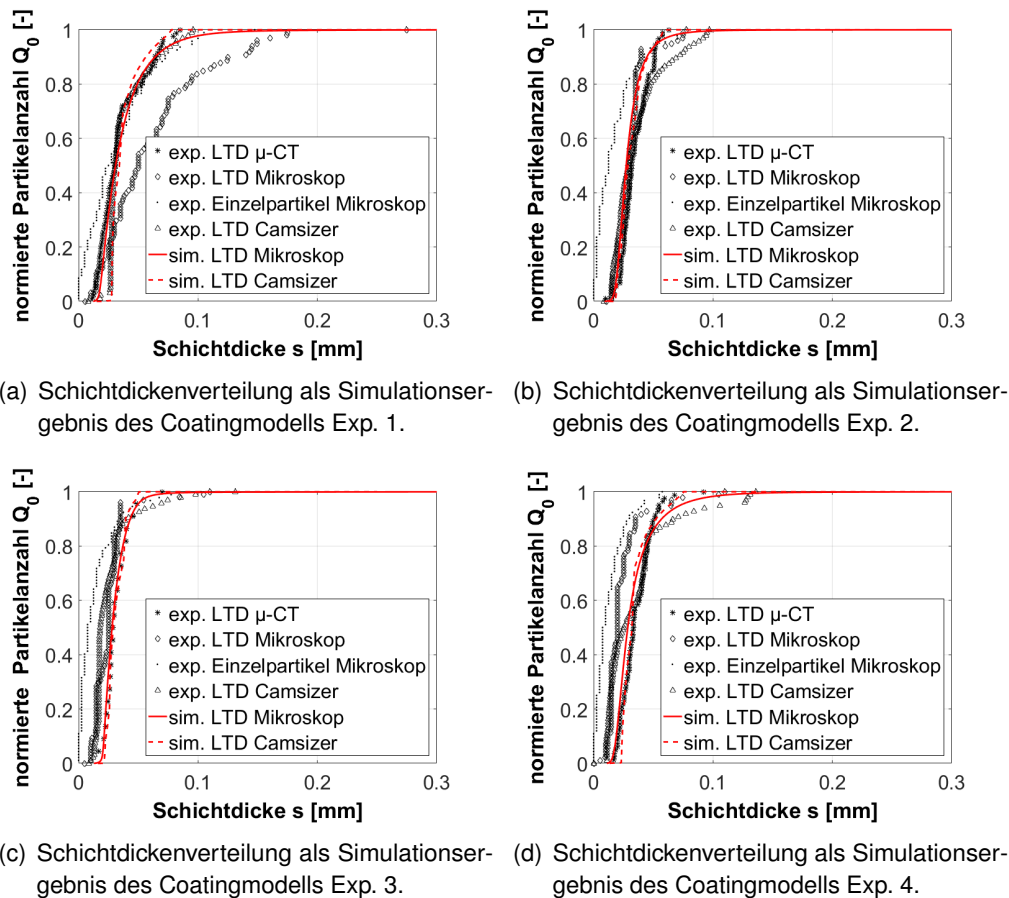 normierte Partikelanzahl Q_0 [-]
1
0.8
0.6
0.4
0.2
0
exp. LTD µ-CT
exp. LTD Mikroskop
exp. Einzelpartikel Mikroskop
exp. LTD Camsizer
sim. LTD Mikroskop
sim. LTD Camsizer
0 0.1 0.2 0.3
Schichtdicke s [mm]
normierte Partikelanzahl Q_0 [-]
1
0.8
0.6
0.4
0.2
0
exp. LTD µ-CT
exp. LTD Mikroskop
exp. Einzelpartikel Mikroskop
exp. LTD Camsizer
sim. LTD Mikroskop
sim. LTD Camsizer
0 0.1 0.2 0.3
Schichtdicke s [mm]
(a) Schichtdickenverteilung als Simulationser-
gebnis des Coatingmodells Exp. 1.
(b) Schichtdickenverteilung als Simulationser-
gebnis des Coatingmodells Exp. 2.
normierte Partikelanzahl Q_0 [-]
1
0.8
0.6
0.4
0.2
0
exp. LTD µ-CT
exp. LTD Mikroskop
exp. Einzelpartikel Mikroskop
exp. LTD Camsizer
sim. LTD Mikroskop
sim. LTD Camsizer
0 0.1 0.2 0.3
Schichtdicke s [mm]
normierte Partikelanzahl Q_0 [-]
1
0.8
0.6
0.4
0.2
0
exp. LTD µ-CT
exp. LTD Mikroskop
exp. Einzelpartikel Mikroskop
exp. LTD Camsizer
sim. LTD Mikroskop
sim. LTD Camsizer
0 0.1 0.2 0.3
Schichtdicke s [mm]
(c) Schichtdickenverteilung als Simulationser-
gebnis des Coatingmodells Exp. 3.
(d) Schichtdickenverteilung als Simulationser-
gebnis des Coatingmodells Exp. 4.